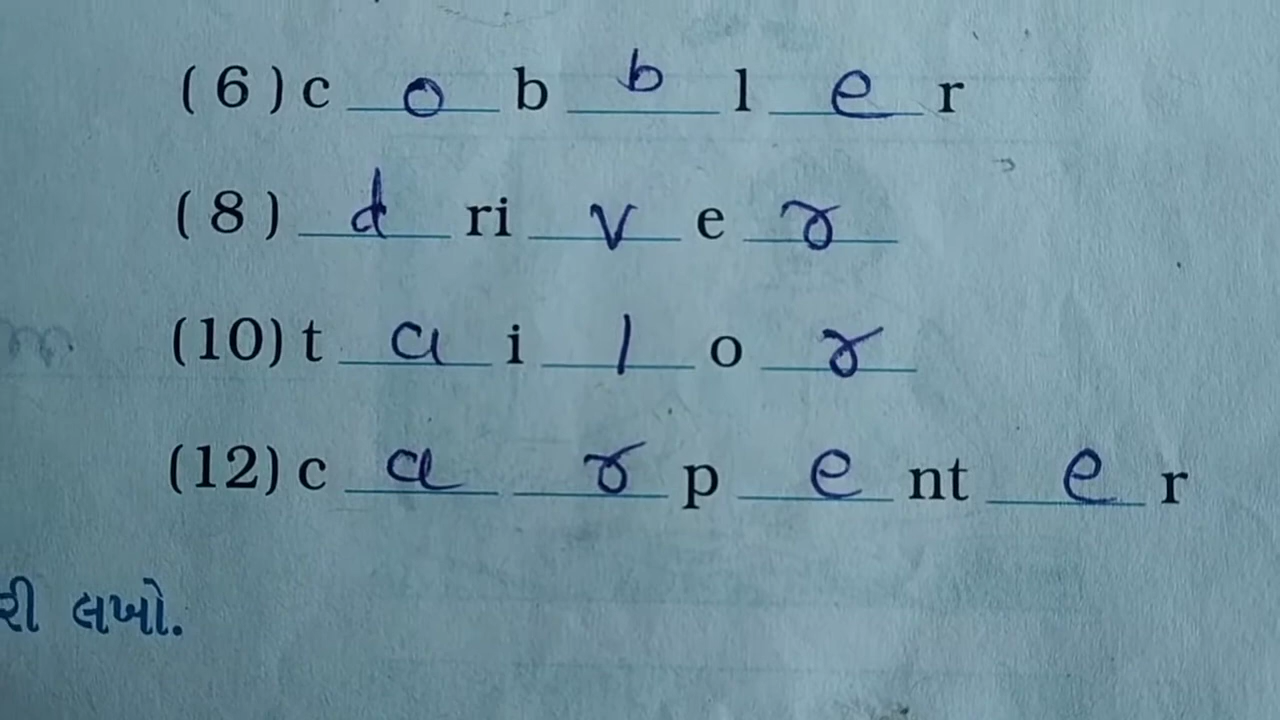 (6) c o b b l e r
(8) d ri v e r
(10) t a i l o r
(12) c a r p e nt e r
રી લખો.